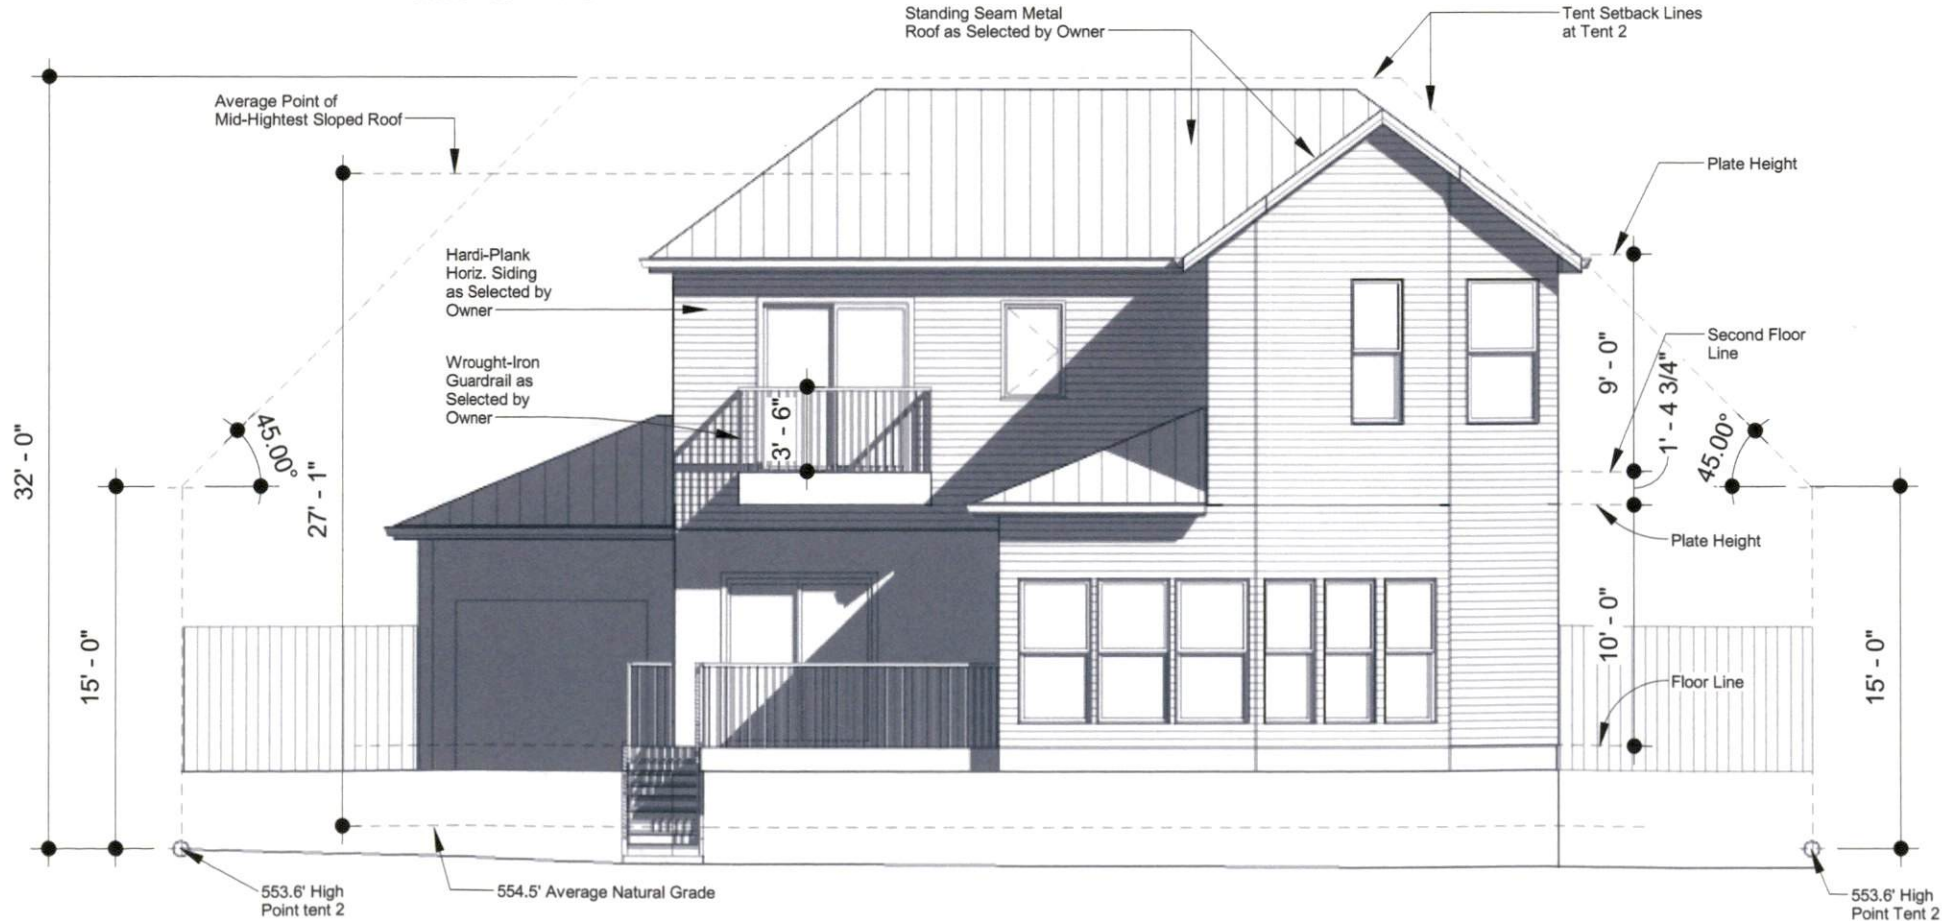 Standing Seam Metal
Roof as Selected by Owner
Tent Setback Lines
at Tent 2
Average Point of
Mid-Hightest Sloped Roof
Plate Height
Hardi-Plank
Horiz. Siding
as Selected by
Owner
Wrought-Iron
Guardrail as
Selected by
Owner
Second Floor
Line
9' - 0"
1' - 4 3/4"
3' - 6"
45.00°
45.00°
32' - 0"
27' - 1"
Plate Height
10' - 0"
15' - 0"
15' - 0"
Floor Line
553.6' High
Point tent 2
554.5' Average Natural Grade
553.6' High
Point Tent 2